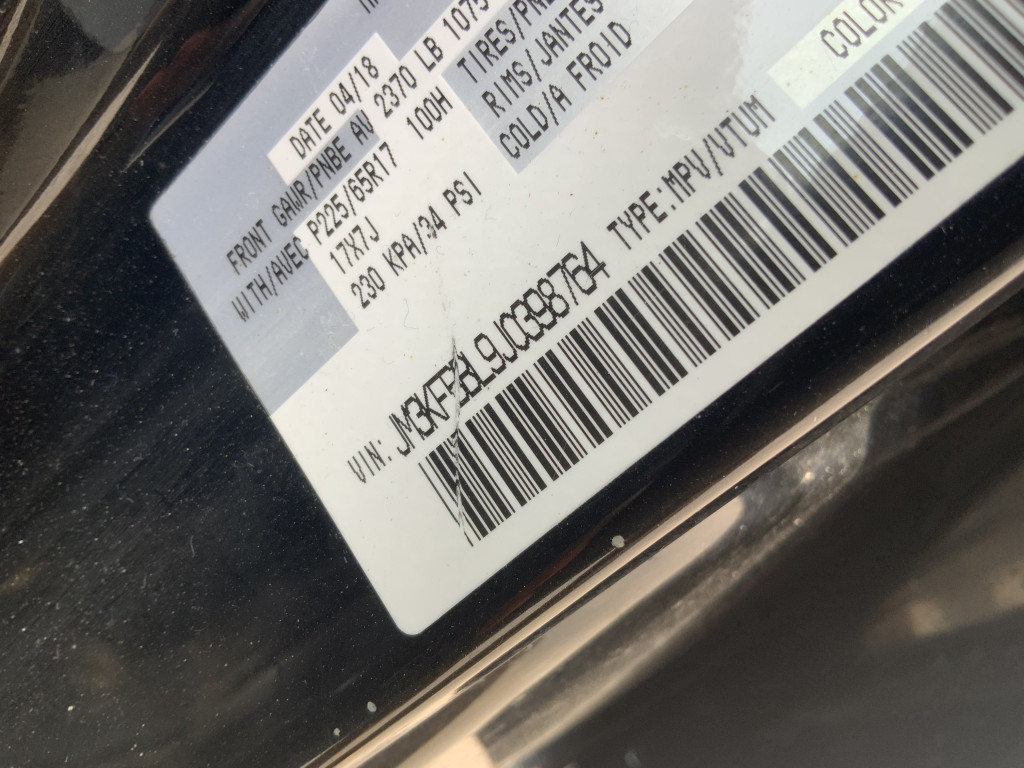 DATE 04/18
FRONT GAWR/PNBE AV 2370 LB 1075
WITH/AVEC P225/65R17 100H
17X7J
230 KPA/34 PSI
TIRES/PNE
RIMS/JANTES
COLD/A FROID
COLOR
VIN: JM3KFBBL9J0398764 TYPE:MPV/VTUM